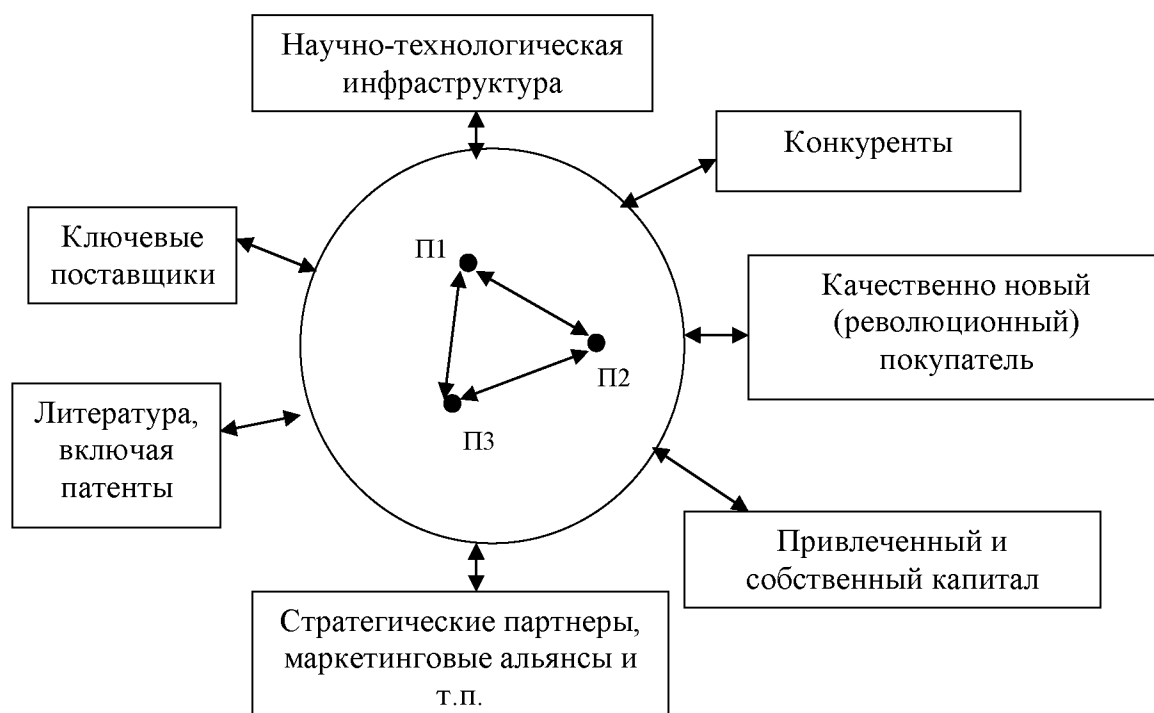 Научно-технологическая
инфраструктура
Конкуренты
Ключевые
поставщики
П1
Качественно новый
(революционный)
покупатель
П2
Литература,
включая
патенты
П3
Привлеченный и
собственный капитал
Стратегические партнеры,
маркетинговые альянсы и
т.п.